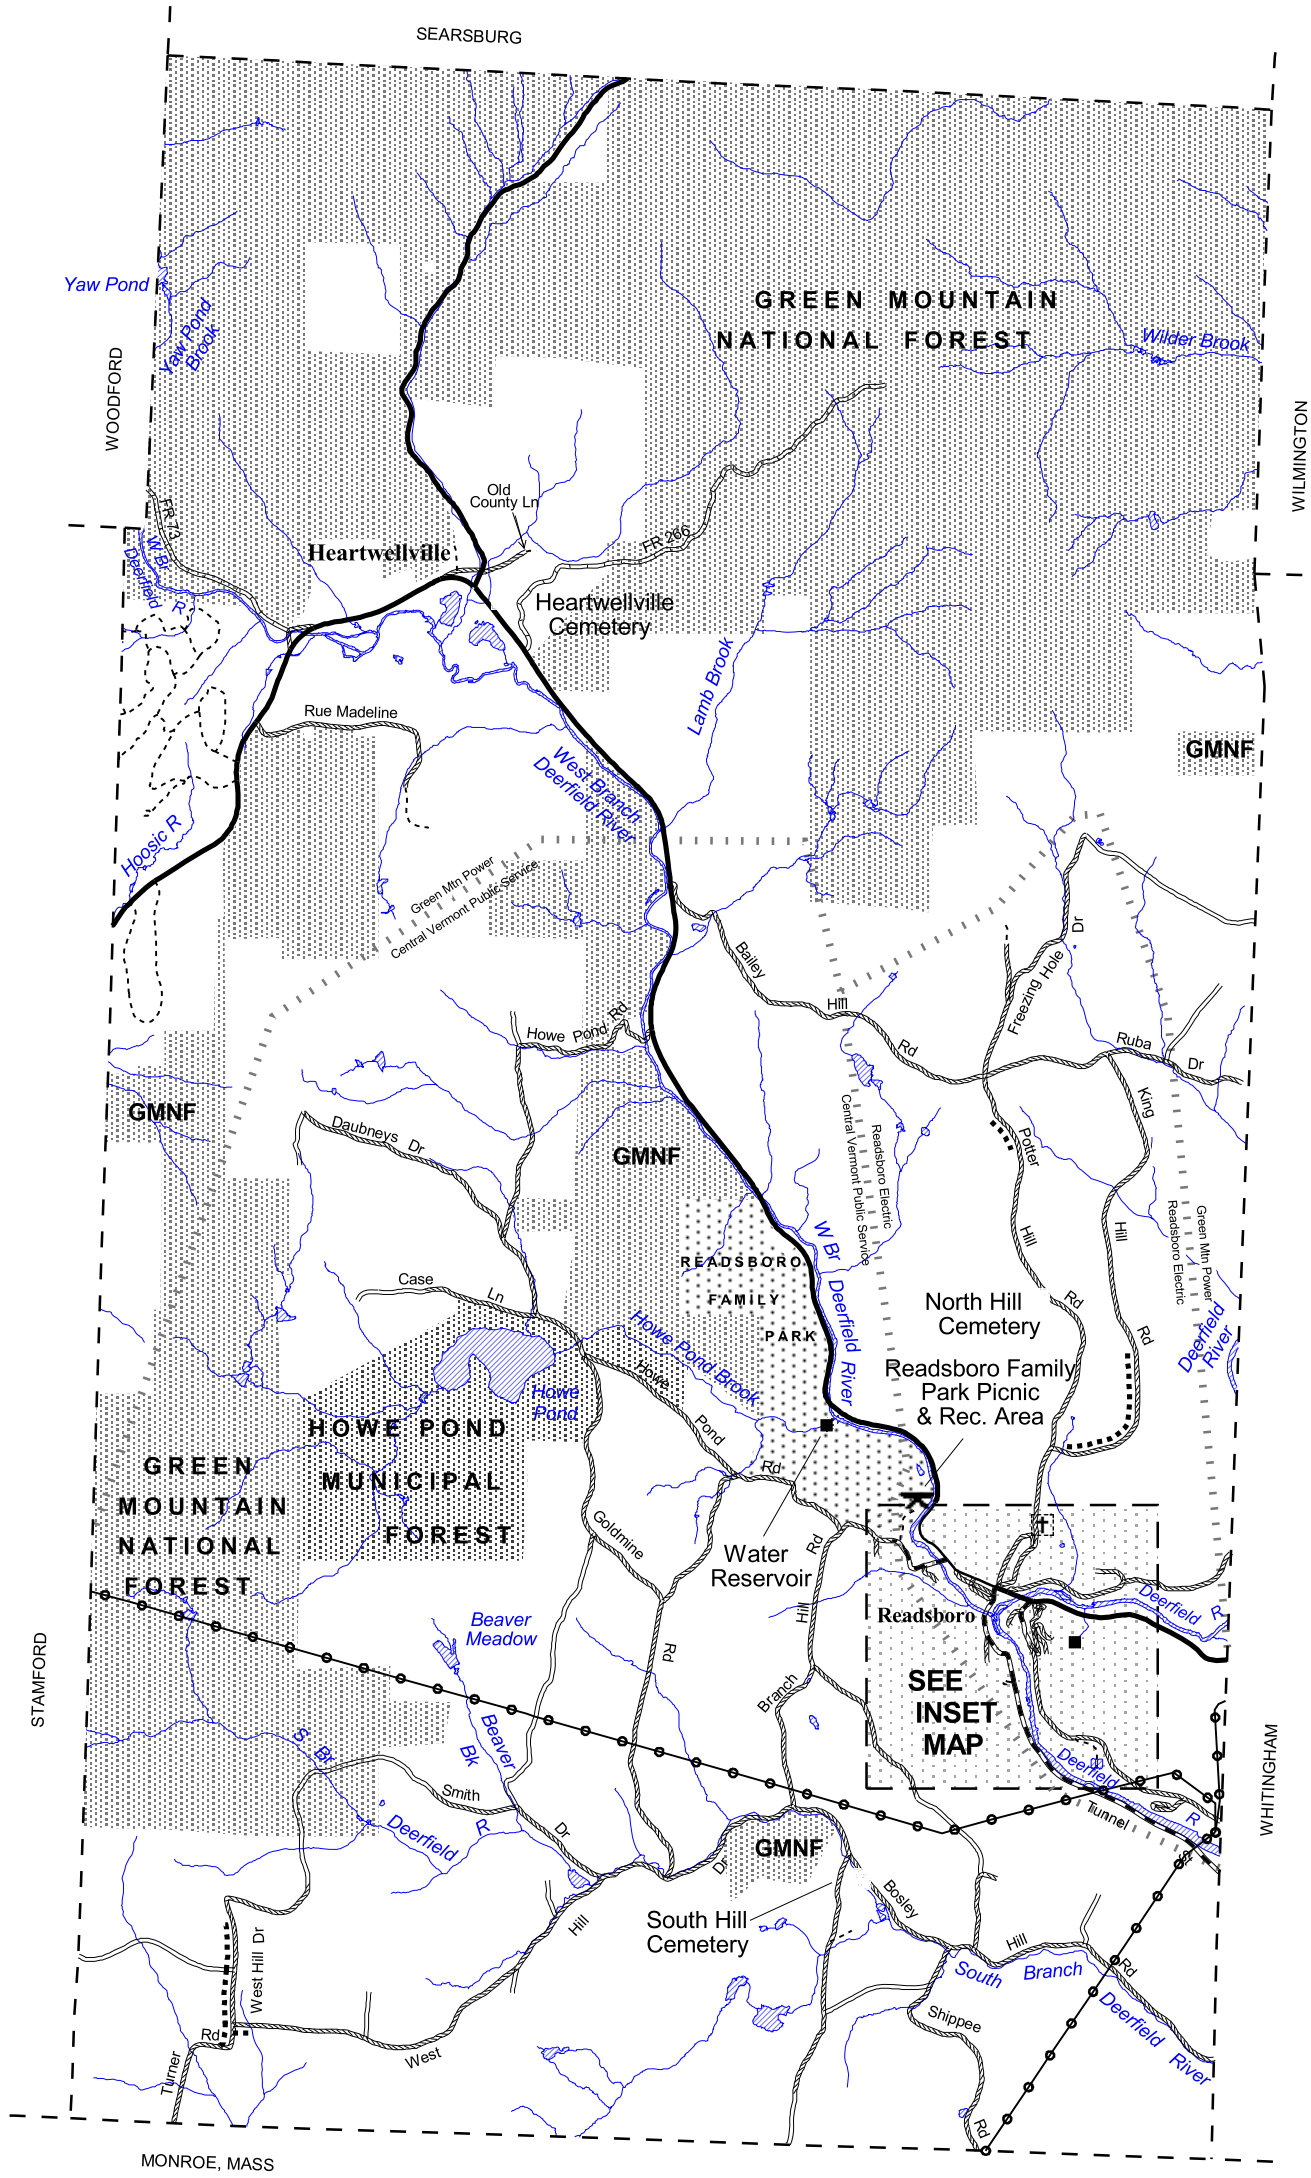 SEARSBURG
Yaw Pond
Yaw Pond
Brook
GREEN MOUNTAIN
NATIONAL FOREST
Wilder Brook
WOODFORD
WILMINGTON
Old
County Ln
FR 73
W Br
Deerfield R
Heartwellville
FR 266
Heartwellville
Cemetery
Lamb Brook
Rue Madeline
GMNF
West Branch
Deerfield River
Hoosic R
Green Mtn Power
Central Vermont Public Service
Bailey
Hill
Rd
Freezing Hole
Dr
Howe Pond Rd
Ruba
Dr
GMNF
King
Hill
Rd
Daubneys Dr
Potter
Hill
Rd
Central Vermont Public Service
Readsboro Electric
GMNF
Green Mtn Power
Readsboro Electric
W Br
Deerfield
River
READSBORO
FAMILY
PARK
Case
Ln
North Hill
Cemetery
Deerfield
River
Howe Pond Brook
Readsboro Family
Park Picnic
& Rec. Area
Howe
Pond
Howe
Pond
Rd
HOWE POND
MUNICIPAL
FOREST
GREEN
MOUNTAIN
NATIONAL
FOREST
Goldmine
Rd
Water
Reservoir
Rd
Hill
Branch
Readsboro
Deerfield R
Beaver
Meadow
STAMFORD
SEE
INSET
MAP
Beaver
Bk
S Br
Deerfield
R
Deerfield
R
Tunnel
WHITINGHAM
Smith
Dr
GMNF
Dr
Bosley
Hill
Rd
South Hill
Cemetery
Hill
West
West Hill Dr
South Branch
Deerfield River
Shippee
Rd
Rd
Turner
MONROE, MASS